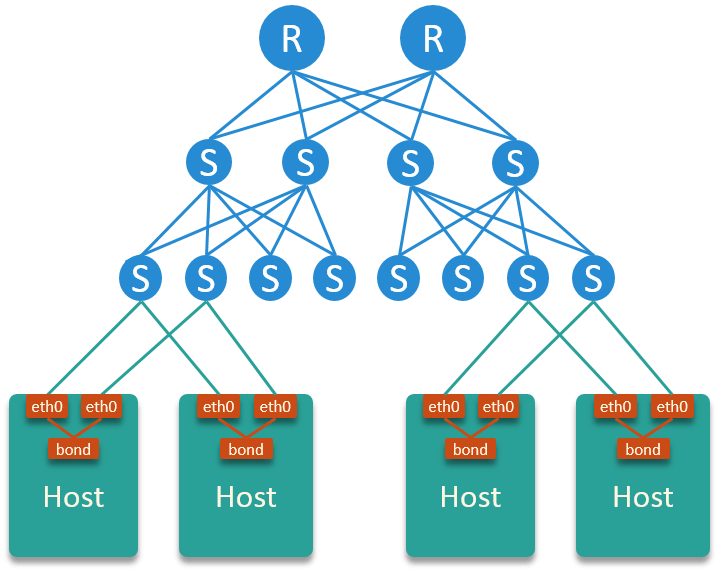 R R
S S S S
S S S S S S S S
eth0 eth0 eth0 eth0 eth0 eth0 eth0 eth0
bond bond bond bond
Host Host Host Host